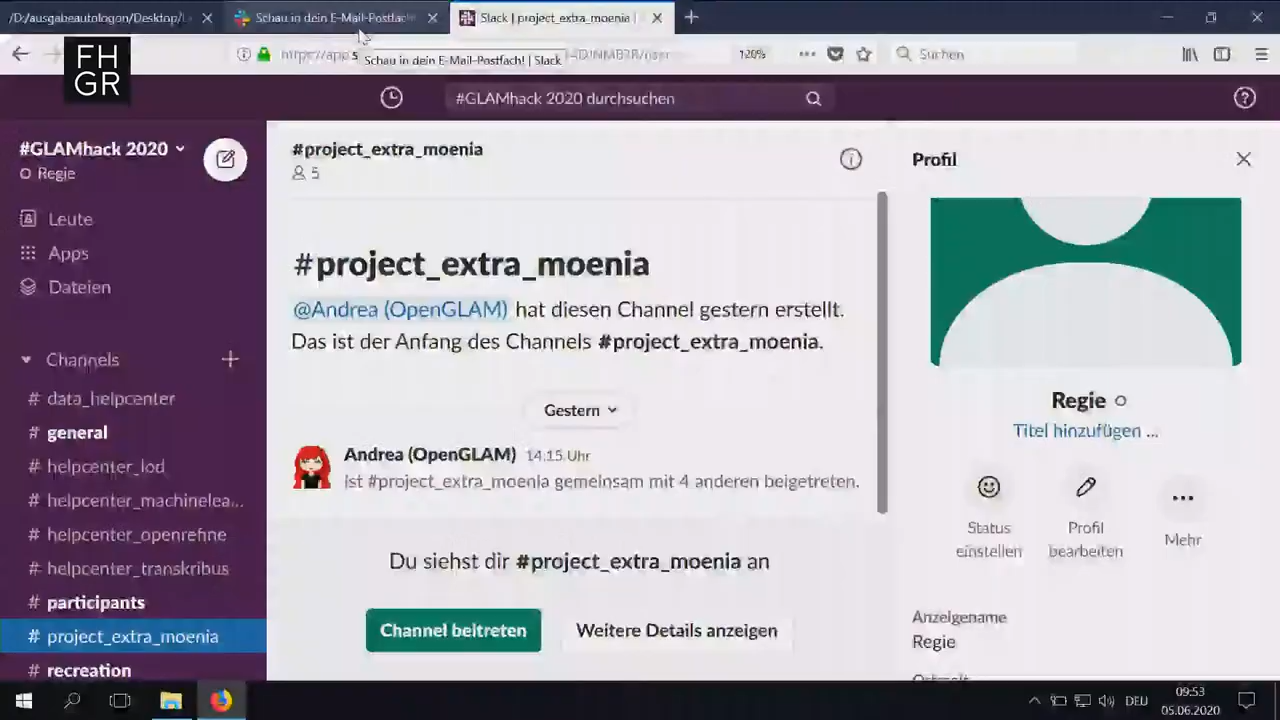 /D:/ausgabeautologon/Desktop/
Schau in dein E-Mail-Postfach
Slack | project_extra_moenia |
120%
Suchen
Schau in dein E-Mail-Postfach! | Slack
FH
GR
#GLAMhack 2020 durchsuchen
#GLAMhack 2020
Regie
Leute
Apps
Dateien
Channels
# data_helpcenter
# general
# helpcenter_lod
# helpcenter_machinelea...
# helpcenter_openrefine
# helpcenter_transkribus
# participants
# project_extra_moenia
# recreation
#project_extra_moenia
5
#project_extra_moenia
@Andrea (OpenGLAM) hat diesen Channel gestern erstellt.
Das ist der Anfang des Channels #project_extra_moenia.
Gestern
Andrea (OpenGLAM) 14:15 Uhr
ist #project_extra_moenia gemeinsam mit 4 anderen beigetreten.
Du siehst dir #project_extra_moenia an
Channel beitreten
Weitere Details anzeigen
Profil
Regie
Titel hinzufügen ...
Status
einstellen
Profil
bearbeiten
Mehr
Anzeigename
Regie
DEU
09:53
05.06.2020